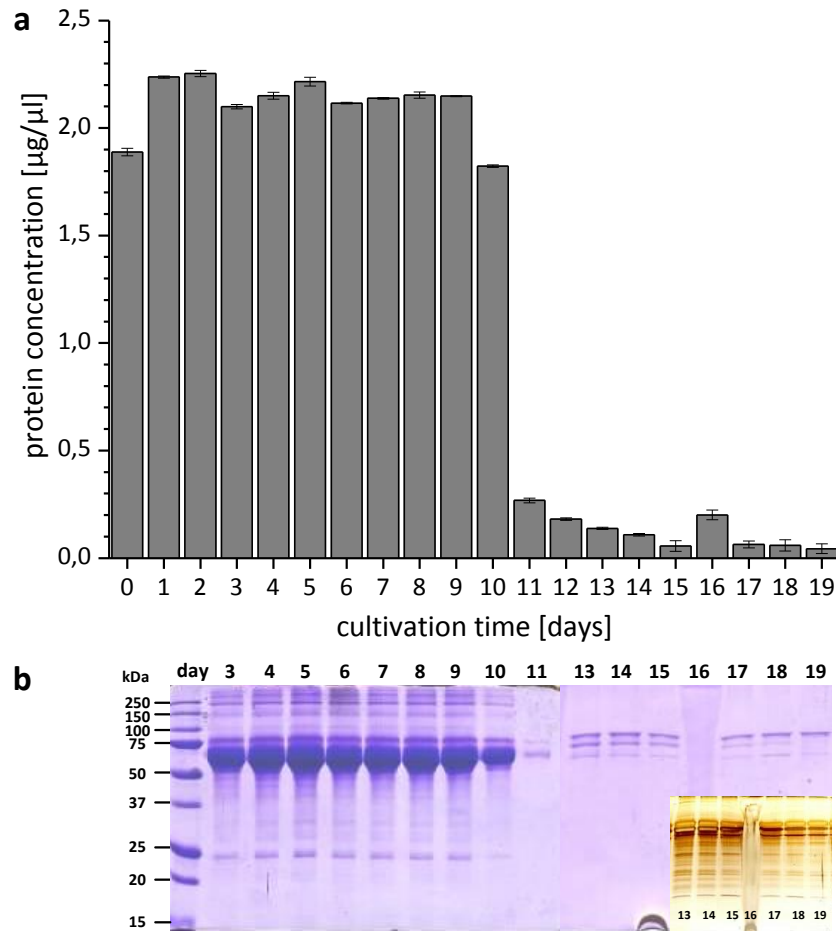 a
protein concentration [µg/µl]
2,5
2,0
1,5
1,0
0,5
0,0
0 1 2 3 4 5 6 7 8 9 10 11 12 13 14 15 16 17 18 19
cultivation time [days]
b
kDa day 3 4 5 6 7 8 9 10 11 13 14 15 16 17 18 19
250
150
100
75
50
37
25
20
15
13 14 15 16 17 18 19